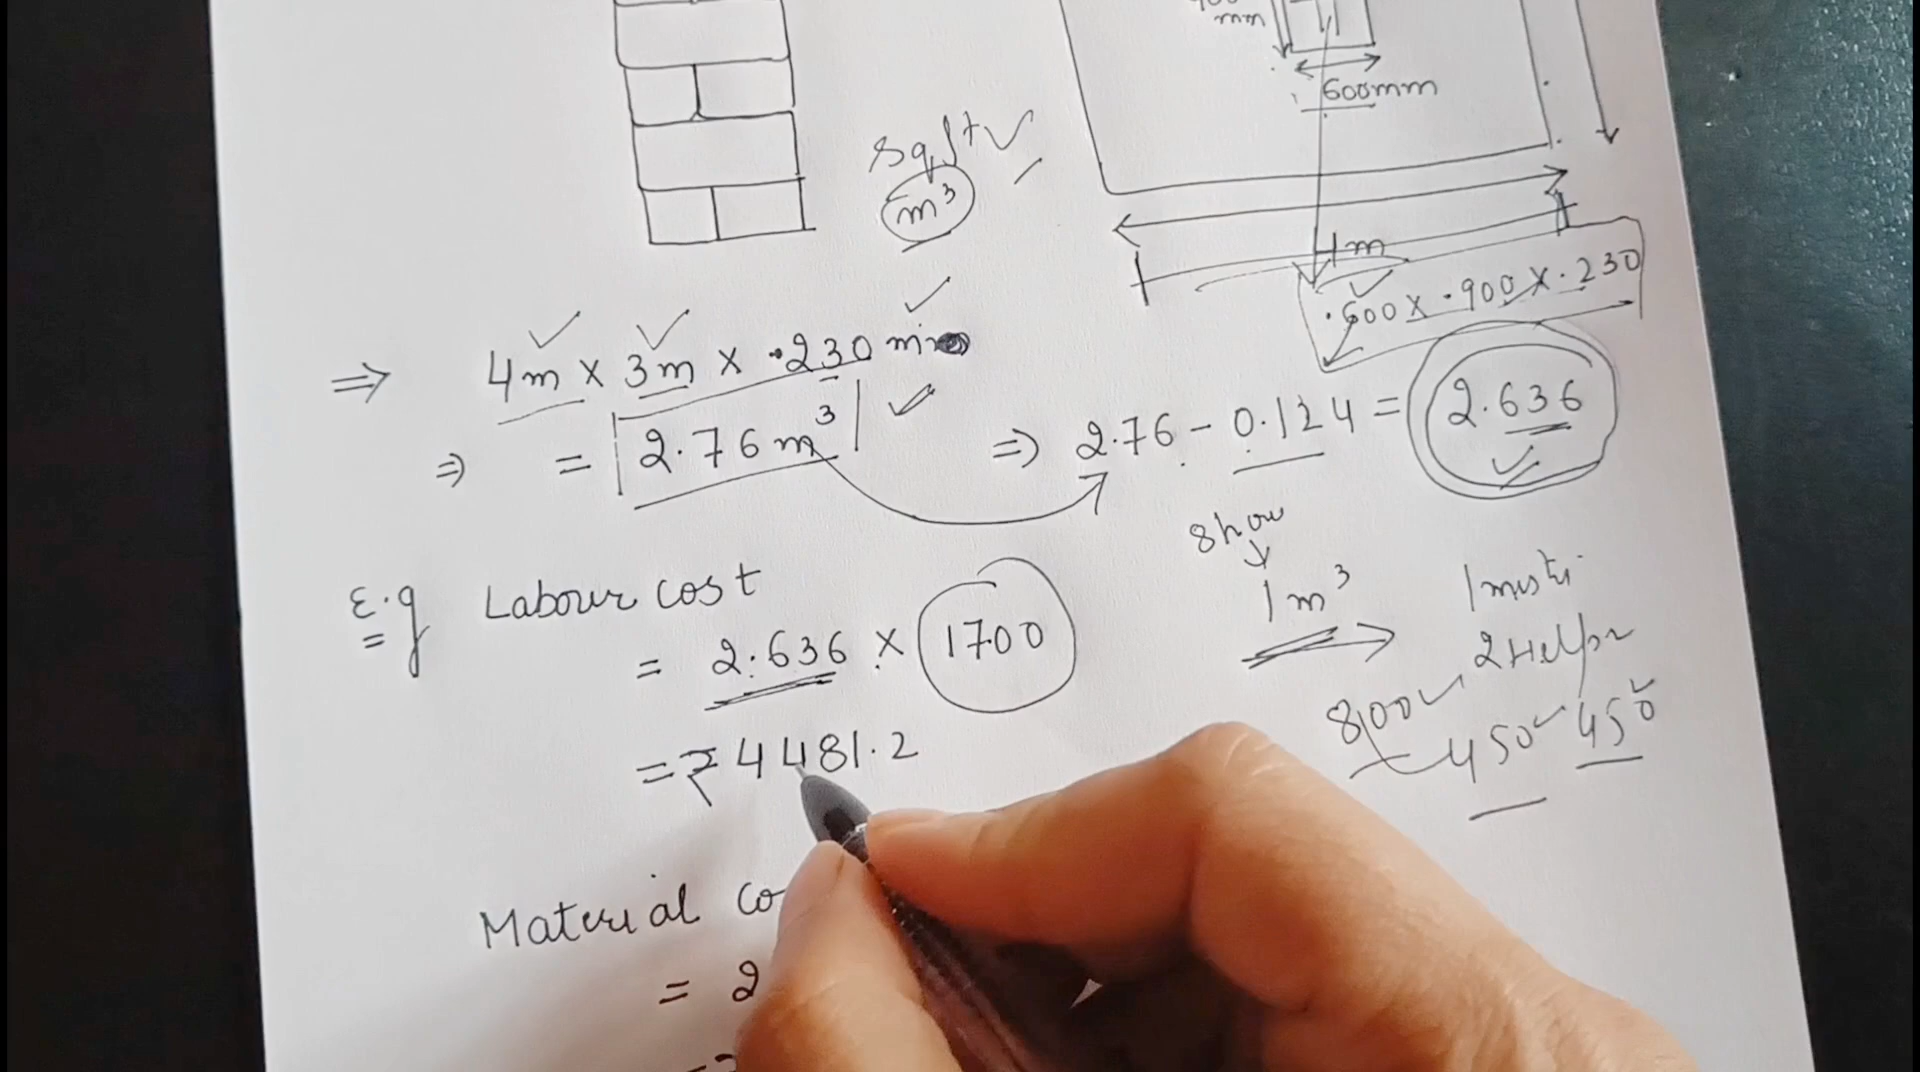 mm
600mm
Sqft
m³
4m
.600 x .900 x .230
4m x 3m x .230 m
= 2.76 m³
⇒ 2.76 - 0.124 = 2.636
8 hour
1 m³
1 mistri
2 Helper
800
450 450
E.g Labour cost
= 2.636 x 1700
= ₹ 4481.2
Material co
= 2